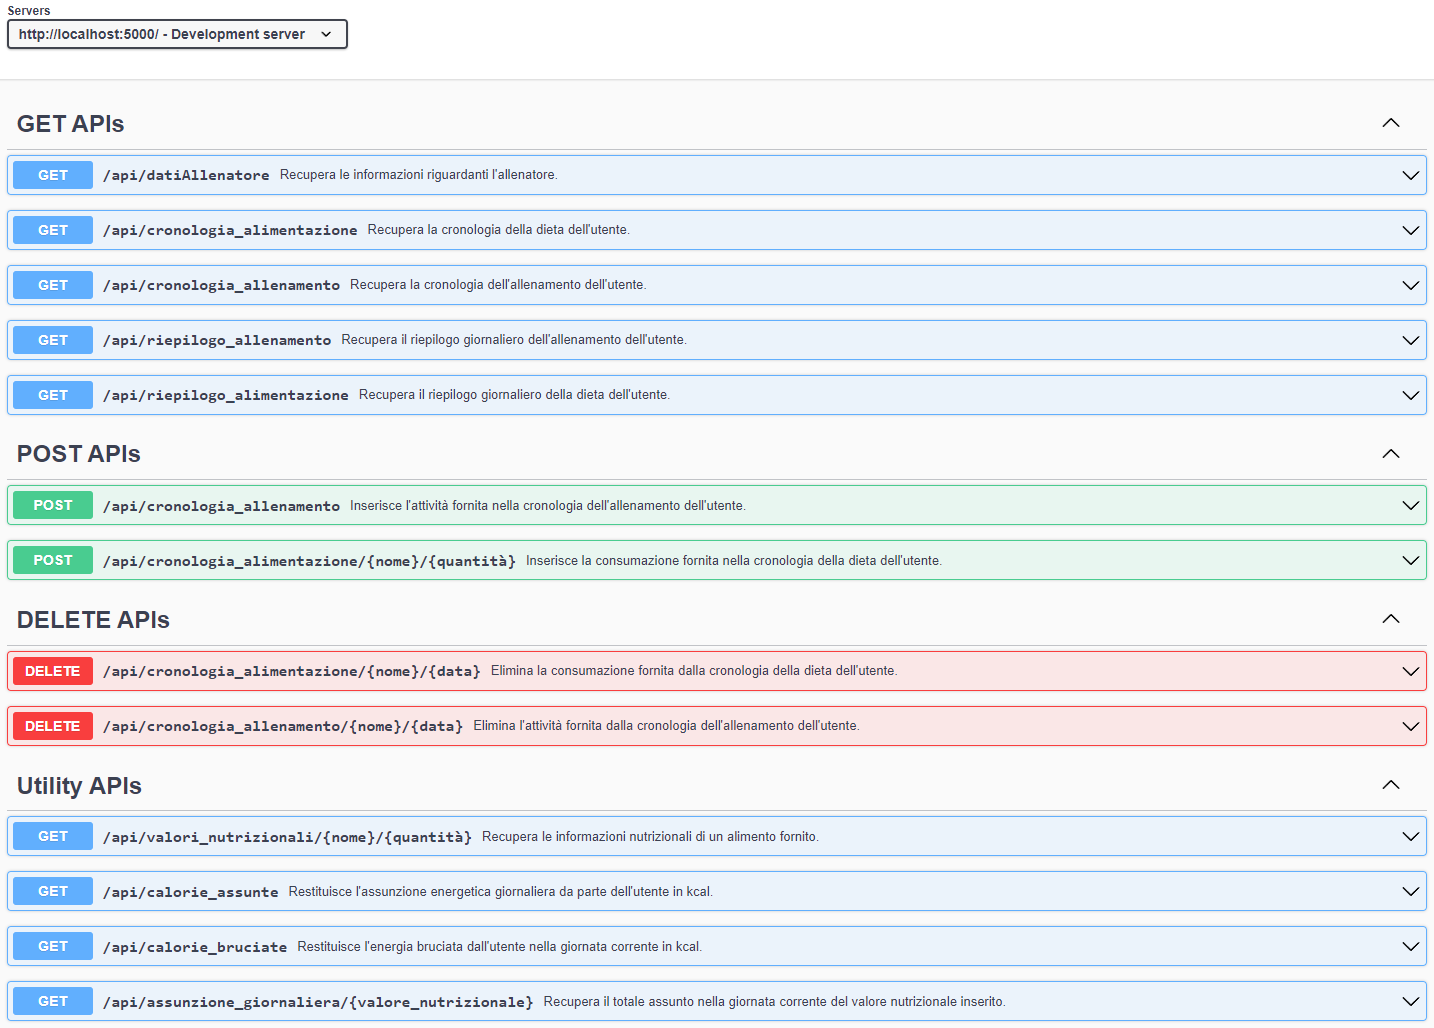 Servers
http://localhost:5000/ - Development server
GET APIs
GET /api/datiAllenatore Recupera le informazioni riguardanti l'allenatore.
GET /api/cronologia_alimentazione Recupera la cronologia della dieta dell'utente.
GET /api/cronologia_allenamento Recupera la cronologia dell'allenamento dell'utente.
GET /api/riepilogo_allenamento Recupera il riepilogo giornaliero dell'allenamento dell'utente.
GET /api/riepilogo_alimentazione Recupera il riepilogo giornaliero della dieta dell'utente.
POST APIs
POST /api/cronologia_allenamento Inserisce l'attività fornita nella cronologia dell'allenamento dell'utente.
POST /api/cronologia_alimentazione/{nome}/{quantità} Inserisce la consumazione fornita nella cronologia della dieta dell'utente.
DELETE APIs
DELETE /api/cronologia_alimentazione/{nome}/{data} Elimina la consumazione fornita dalla cronologia della dieta dell'utente.
DELETE /api/cronologia_allenamento/{nome}/{data} Elimina l'attività fornita dalla cronologia dell'allenamento dell'utente.
Utility APIs
GET /api/valori_nutrizionali/{nome}/{quantità} Recupera le informazioni nutrizionali di un alimento fornito.
GET /api/calorie_assunte Restituisce l'assunzione energetica giornaliera da parte dell'utente in kcal.
GET /api/calorie_bruciate Restituisce l'energia bruciata dall'utente nella giornata corrente in kcal.
GET /api/assunzione_giornaliera/{valore_nutrizionale} Recupera il totale assunto nella giornata corrente del valore nutrizionale inserito.